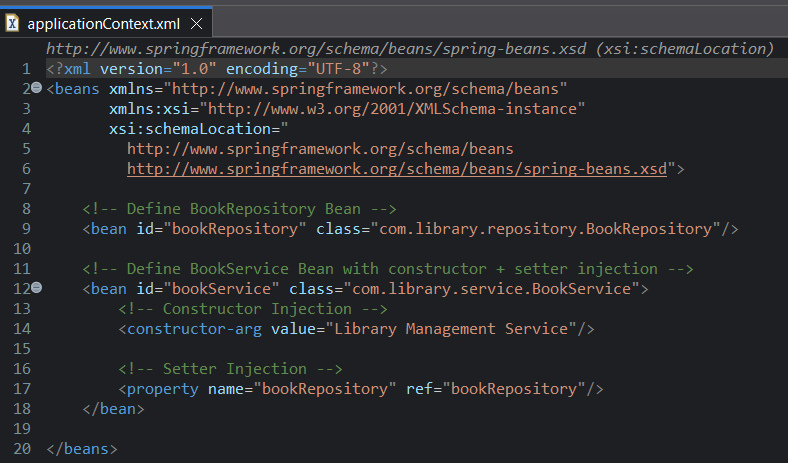 applicationContext.xml
http://www.springframework.org/schema/beans/spring-beans.xsd (xsi:schemaLocation)
1 <?xml version="1.0" encoding="UTF-8"?>
2 <beans xmlns="http://www.springframework.org/schema/beans"
3        xmlns:xsi="http://www.w3.org/2001/XMLSchema-instance"
4        xsi:schemaLocation="
5          http://www.springframework.org/schema/beans
6          http://www.springframework.org/schema/beans/spring-beans.xsd">
7
8     <!-- Define BookRepository Bean -->
9     <bean id="bookRepository" class="com.library.repository.BookRepository"/>
10
11     <!-- Define BookService Bean with constructor + setter injection -->
12     <bean id="bookService" class="com.library.service.BookService">
13         <!-- Constructor Injection -->
14         <constructor-arg value="Library Management Service"/>
15
16         <!-- Setter Injection -->
17         <property name="bookRepository" ref="bookRepository"/>
18     </bean>
19
20 </beans>